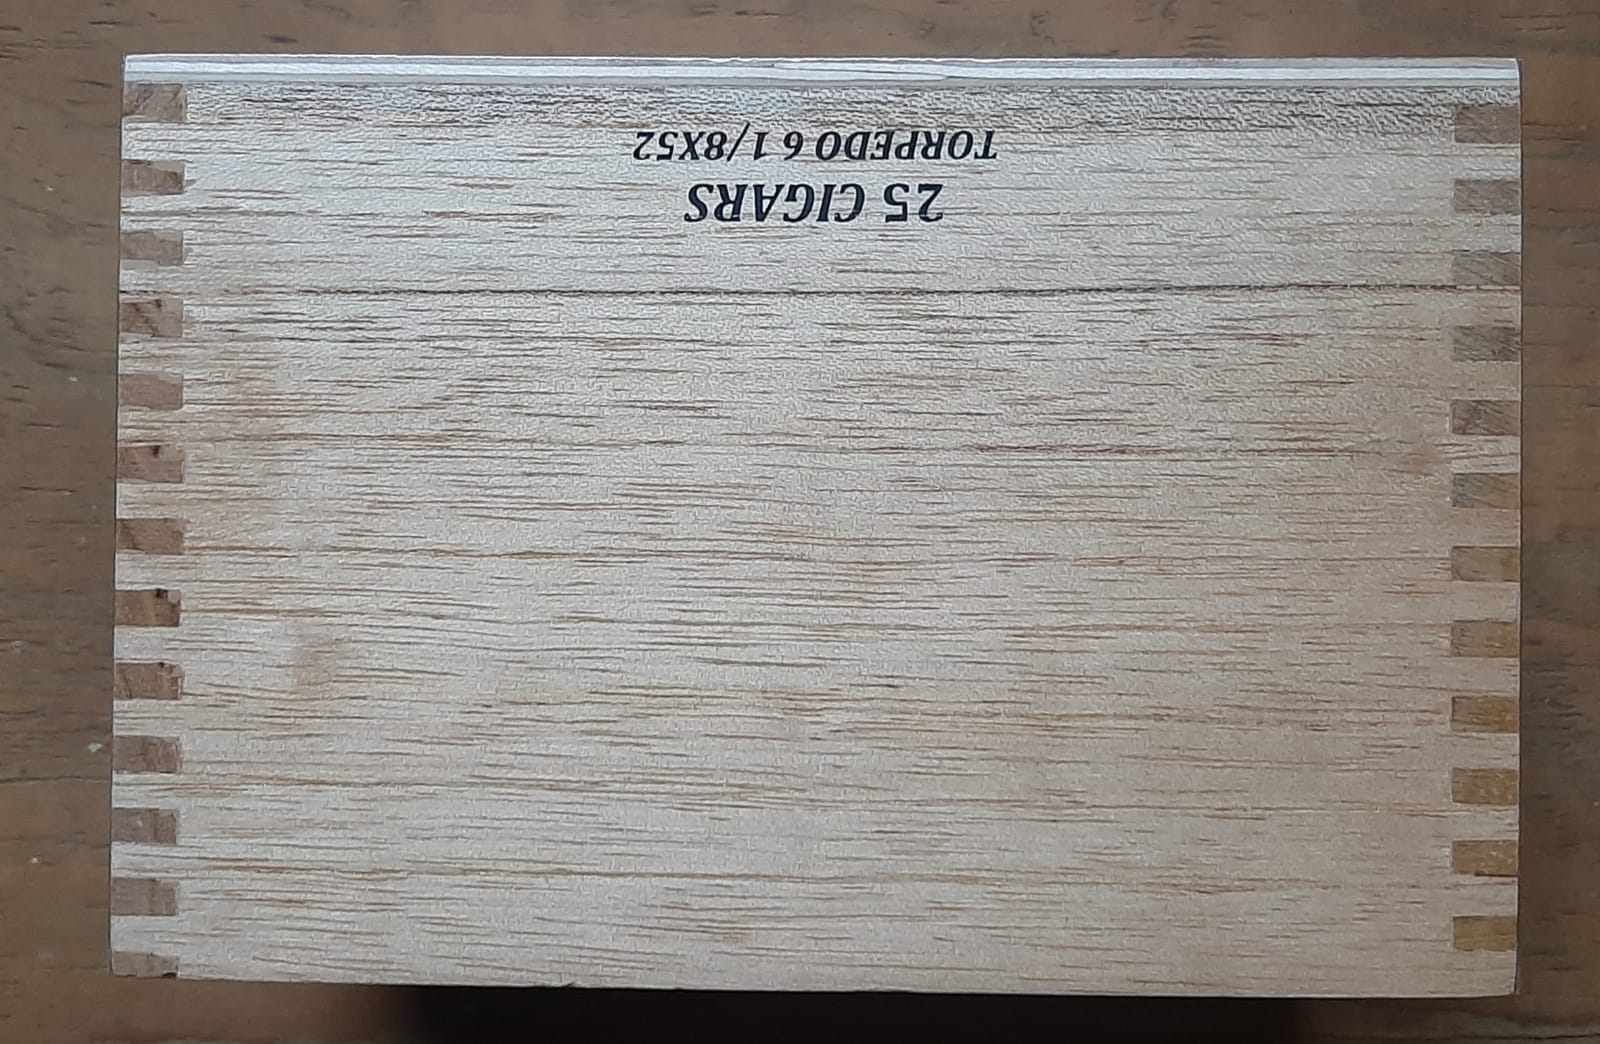 25 CIGARS
TORPEDO 6 1/8X52